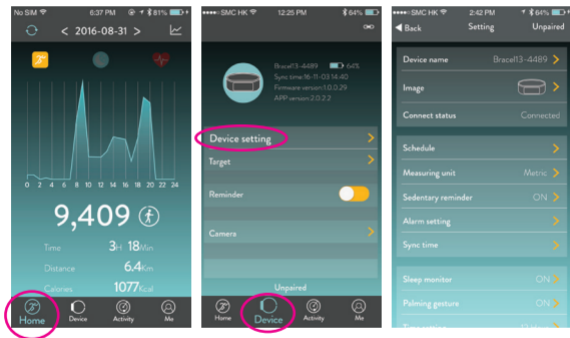 No SIM 6:37 PM 81%
< 2016-08-31 >
0 2 4 6 8 10 12 14 16 18 20 22 24
9,409
Time 3H 18Min
Distance 6.4Km
Calories 1077Kcal
Home Device Activity Me
SMC HK 12:25 PM 64%
Bracel13-4489 64%
Sync time:16-11-03 14:40
Firmware version:1.0.0.29
APP version:2.0.2.2
Device setting >
Target >
Reminder
Camera >
Unpaired
Home Device Activity Me
SMC HK 2:42 PM 64%
Back Setting Unpaired
Device name Bracel13-4489 >
Image >
Connect status Connected
Schedule >
Measuring unit Metric >
Sedentary reminder ON >
Alarm setting >
Sync time >
Sleep moniter ON >
Palming gesture ON >